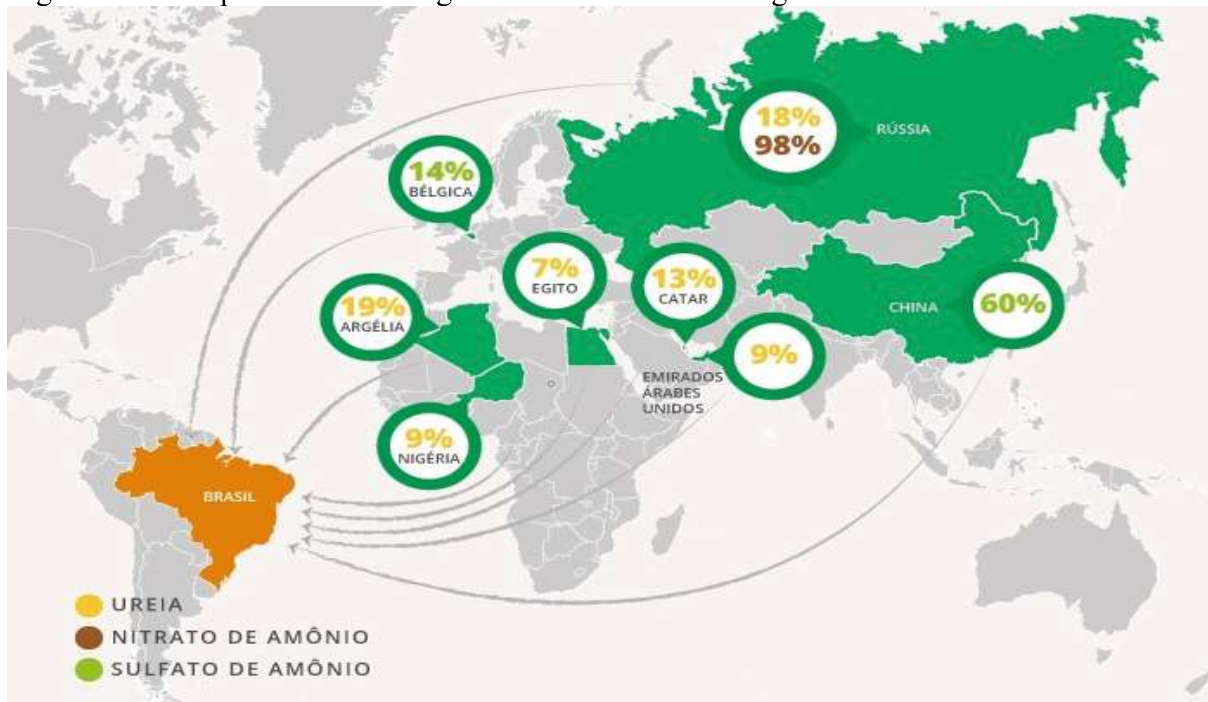 18%
98%
RÚSSIA
14%
BÉLGICA
7%
EGITO
13%
CATAR
19%
ARGÉLIA
CHINA
60%
9%
EMIRADOS
ÁRABES
UNIDOS
9%
NIGÉRIA
BRASIL
UREIA
NITRATO DE AMÔNIO
SULFATO DE AMÔNIO